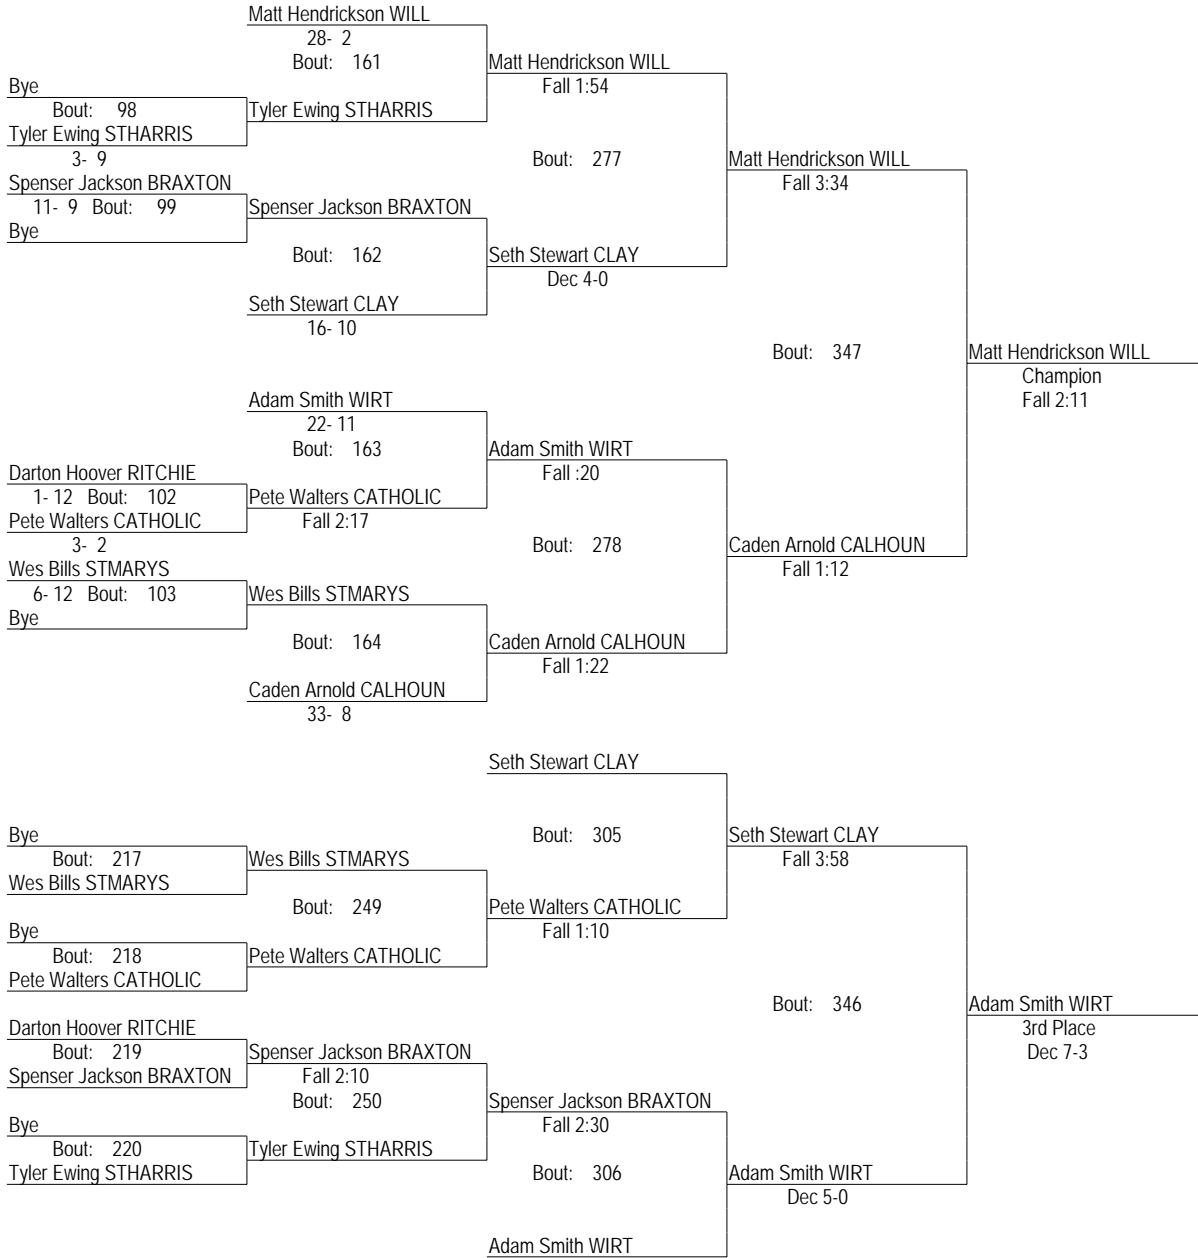 Matt Hendrickson WILL
28- 2
Bout: 161
Matt Hendrickson WILL
Bye
Fall 1:54
Bout: 98
Tyler Ewing STHARRIS
Tyler Ewing STHARRIS
3- 9
Bout: 277
Matt Hendrickson WILL
Spenser Jackson BRAXTON
Fall 3:34
11- 9 Bout: 99
Spenser Jackson BRAXTON
Bye
Bout: 162
Seth Stewart CLAY
Dec 4-0
Seth Stewart CLAY
16- 10
Bout: 347
Matt Hendrickson WILL
Champion
Fall 2:11
Adam Smith WIRT
22- 11
Bout: 163
Adam Smith WIRT
Darton Hoover RITCHIE
Fall :20
1- 12 Bout: 102
Pete Walters CATHOLIC
Pete Walters CATHOLIC
Fall 2:17
3- 2
Bout: 278
Caden Arnold CALHOUN
Wes Bills STMARYS
Fall 1:12
6- 12 Bout: 103
Wes Bills STMARYS
Bye
Bout: 164
Caden Arnold CALHOUN
Fall 1:22
Caden Arnold CALHOUN
33- 8
Seth Stewart CLAY
Bye
Bout: 305
Seth Stewart CLAY
Bout: 217
Wes Bills STMARYS
Fall 3:58
Wes Bills STMARYS
Bout: 249
Pete Walters CATHOLIC
Bye
Fall 1:10
Bout: 218
Pete Walters CATHOLIC
Pete Walters CATHOLIC
Bout: 346
Adam Smith WIRT
Darton Hoover RITCHIE
3rd Place
Bout: 219
Spenser Jackson BRAXTON
Dec 7-3
Spenser Jackson BRAXTON
Fall 2:10
Bout: 250
Spenser Jackson BRAXTON
Bye
Fall 2:30
Bout: 220
Tyler Ewing STHARRIS
Tyler Ewing STHARRIS
Bout: 306
Adam Smith WIRT
Dec 5-0
Adam Smith WIRT